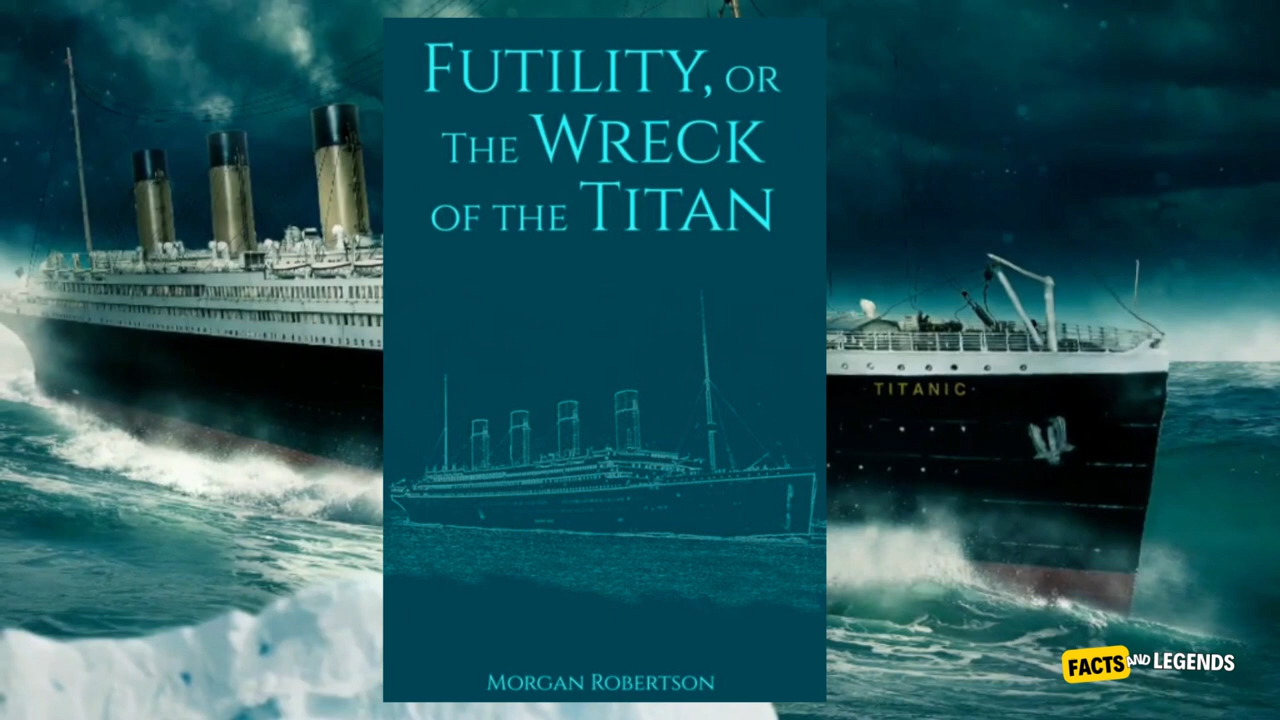 FUTILITY, OR
THE WRECK
OF THE TITAN
TITANIC
MORGAN ROBERTSON
FACTS AND LEGENDS